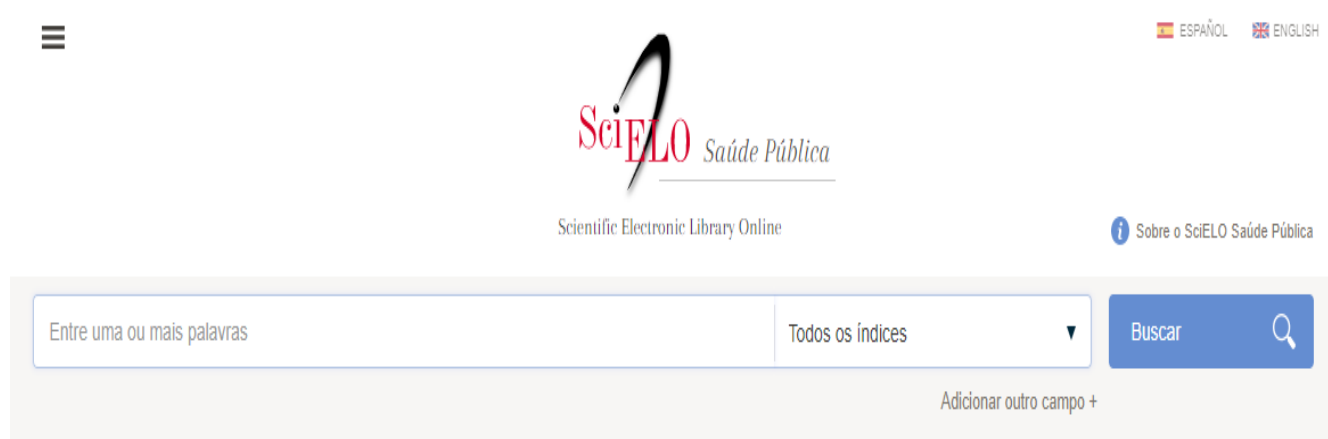 ESPAÑOL ENGLISH
SciELO Saúde Pública
Scientific Electronic Library Online
i Sobre o SciELO Saúde Pública
Entre uma ou mais palavras
Todos os índices
Buscar
Adicionar outro campo +